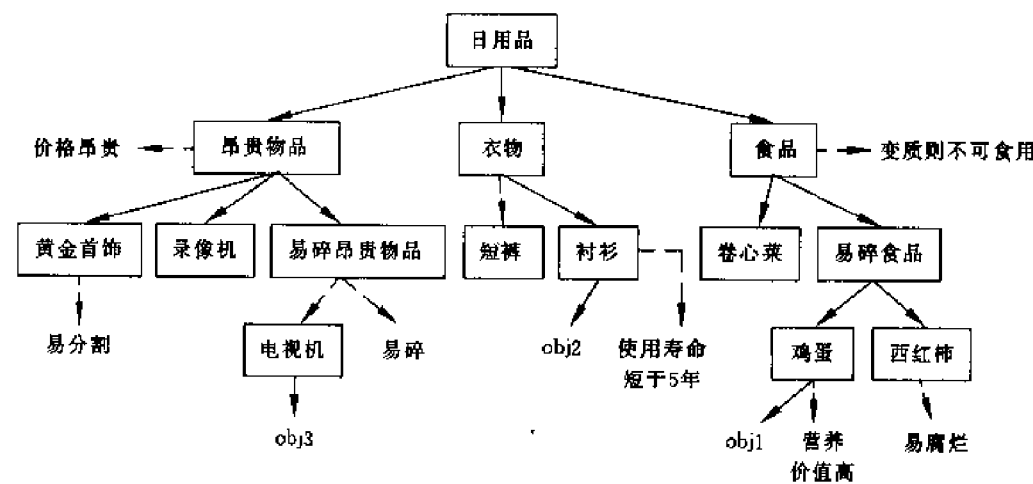 日用品
价格昂贵
昂贵物品
衣物
食品
变质则不可食用
黄金首饰
录像机
易碎昂贵物品
短裤
衬衫
卷心菜
易碎食品
易分割
电视机
易碎
obj2
使用寿命
短于5年
鸡蛋
西红柿
obj3
obj1
营养
价值高
易腐烂